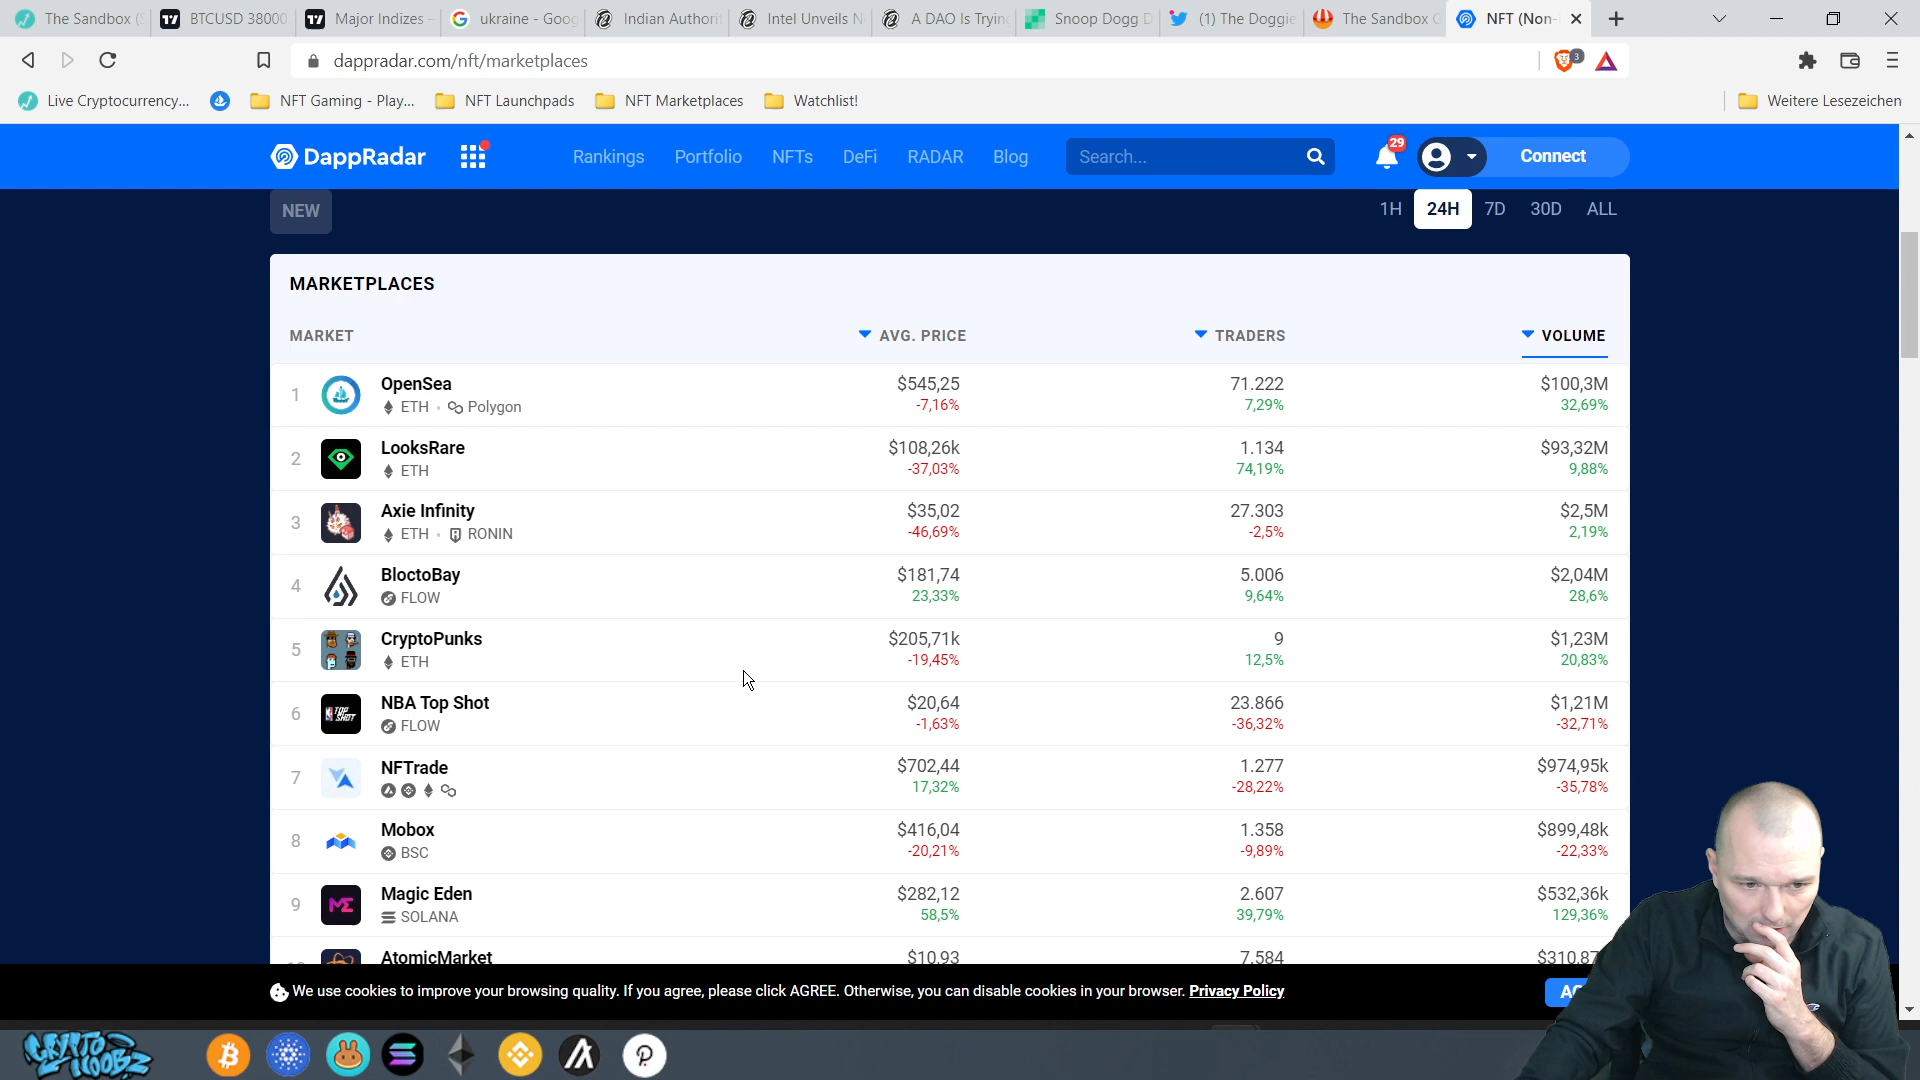 The Sandbox (S
BTCUSD 38000
Major Indizes -
ukraine - Goog
Indian Authori
Intel Unveils N
A DAO Is Tryin
Snoop Dogg D
(1) The Doggie
The Sandbox G
NFT (Non-
dappradar.com/nft/marketplaces
3
Live Cryptocurrency...
NFT Gaming - Play...
NFT Launchpads
NFT Marketplaces
Watchlist!
Weitere Lesezeichen
DappRadar
Rankings
Portfolio
NFTs
DeFi
RADAR
Blog
Search...
29
Connect
NEW
1H 24H 7D 30D ALL
MARKETPLACES
MARKET AVG. PRICE TRADERS VOLUME
1 OpenSea $545,25 71.222 $100,3M
ETH • Polygon -7,16% 7,29% 32,69%
2 LooksRare $108,26k 1.134 $93,32M
ETH -37,03% 74,19% 9,88%
3 Axie Infinity $35,02 27.303 $2,5M
ETH • RONIN -46,69% -2,5% 2,19%
4 BloctoBay $181,74 5.006 $2,04M
FLOW 23,33% 9,64% 28,6%
5 CryptoPunks $205,71k 9 $1,23M
ETH -19,45% 12,5% 20,83%
6 NBA Top Shot $20,64 23.866 $1,21M
FLOW -1,63% -36,32% -32,71%
7 NFTrade $702,44 1.277 $974,95k
17,32% -28,22% -35,78%
8 Mobox $416,04 1.358 $899,48k
BSC -20,21% -9,89% -22,33%
9 Magic Eden $282,12 2.607 $532,36k
SOLANA 58,5% 39,79% 129,36%
AtomicMarket $10,93 7.584 $310,87
We use cookies to improve your browsing quality. If you agree, please click AGREE. Otherwise, you can disable cookies in your browser. Privacy Policy
CRYPTO
NOOBZ